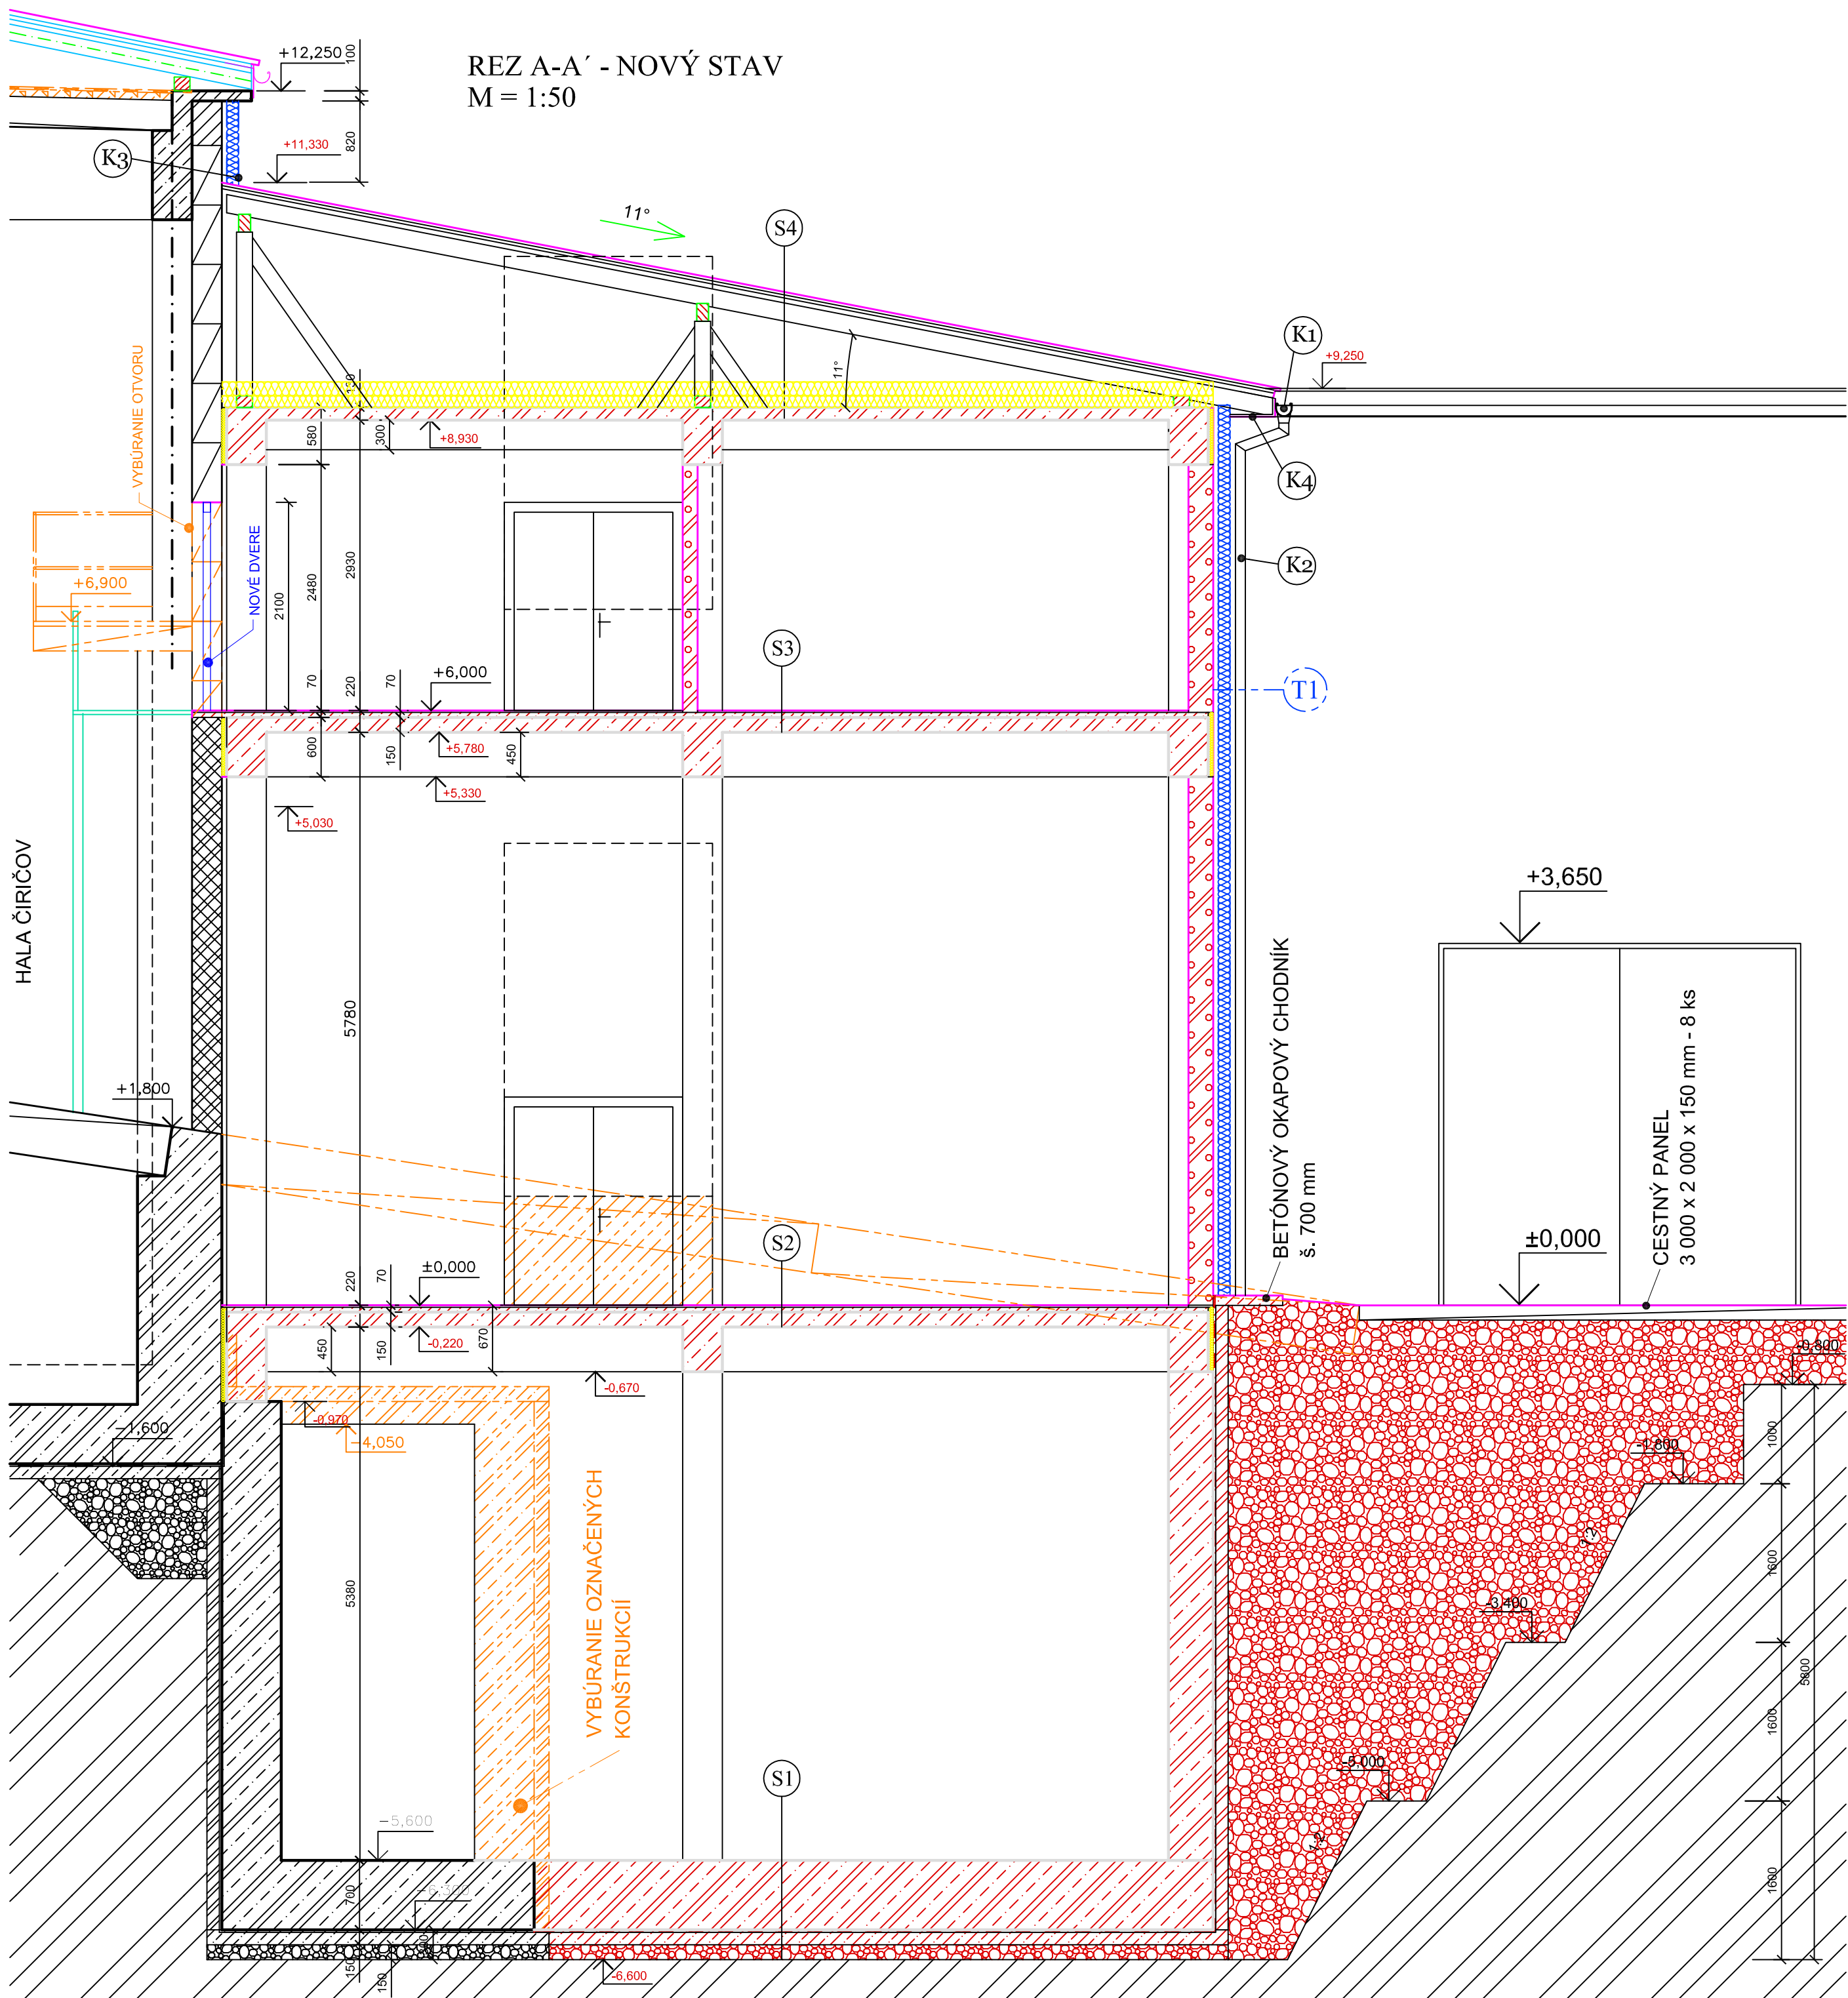 REZ A-A´ - NOVÝ STAV
M = 1:50
+12,250
100
820
+11,330
K3
11°
S4
K1
+9,250
11°
VYBÚRANIE OTVORU
580
300
+8,930
K4
K2
NOVÉ DVERE
2100
2480
2930
+6,900
70
220
70
+6,000
S3
T1
600
150
+5,780
450
+5,330
+5,030
HALA ČIRIČOV
5780
+3,650
BETÓNOVÝ OKAPOVÝ CHODNÍK
š. 700 mm
CESTNÝ PANEL
3 000 x 2 000 x 150 mm - 8 ks
+1,800
S2
±0,000
±0,000
220
70
450
150
-0,220
670
-0,670
-0,800
-0,970
-4,050
-1,600
1000
-1,800
VYBÚRANIE OZNAČENÝCH
KONŠTRUKCIÍ
5380
1:2
1600
-3,400
5800
1600
-5,000
1:2
S1
-5,600
700
-6,300
1600
150
150
-6,600